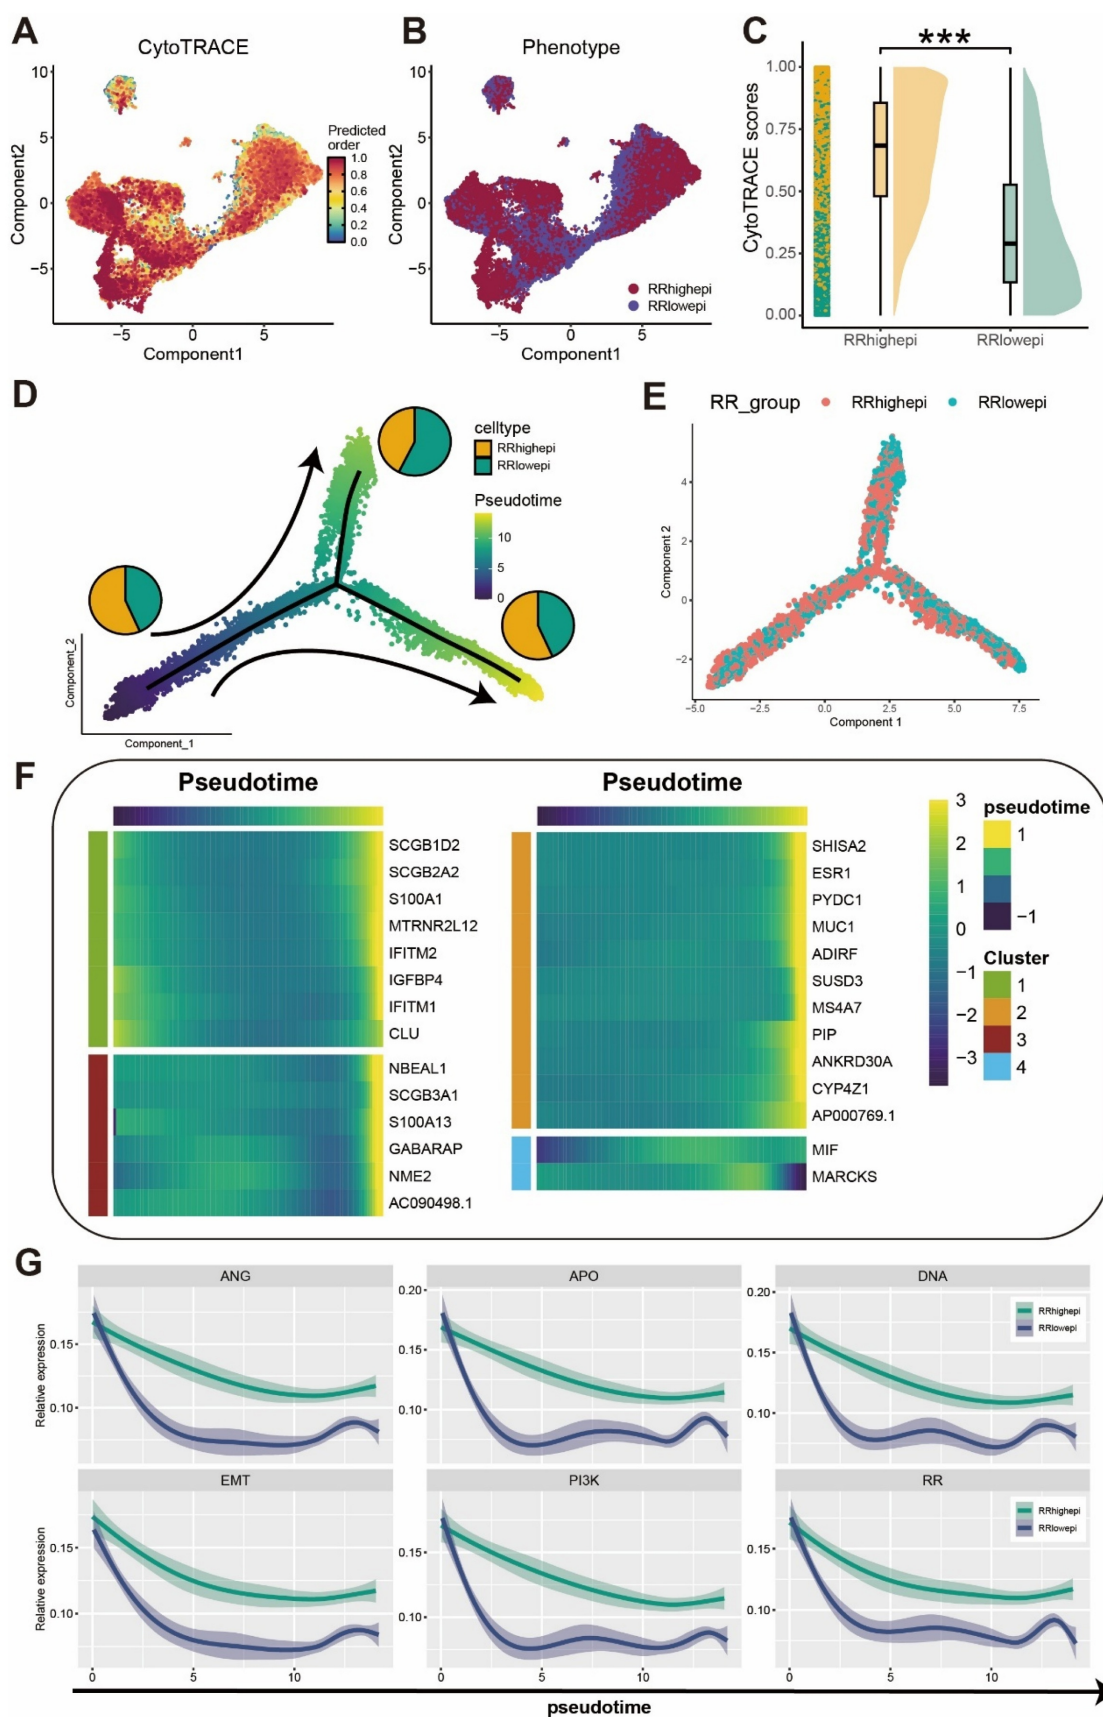 A
CytoTRACE
10
5
0
−5
Component2
−5
0
5
Component1
Predicted
order
1.0
0.8
0.6
0.4
0.2
0.0
B
Phenotype
10
5
0
−5
Component2
RRhighepi
RRlowepi
−5
0
5
Component1
C
***
1.00
0.75
0.50
0.25
0.00
CytoTRACE scores
RRhighepi
RRlowepi
D
celltype
RRhighepi
RRlowepi
Pseudotime
10
5
0
Component_2
Component_1
E
RR_group
RRhighepi
RRlowepi
4
2
0
−2
Component 2
−5.0
−2.5
0.0
2.5
5.0
7.5
Component 1
F
Pseudotime
SCGB1D2
SCGB2A2
S100A1
MTRNR2L12
IFITM2
IGFBP4
IFITM1
CLU
NBEAL1
SCGB3A1
S100A13
GABARAP
NME2
AC090498.1
Pseudotime
SHISA2
ESR1
PYDC1
MUC1
ADIRF
SUSD3
MS4A7
PIP
ANKRD30A
CYP4Z1
AP000769.1
MIF
MARCKS
3
2
1
0
−1
−2
−3
pseudotime
1
−1
Cluster
1
2
3
4
G
ANG
0.15
0.10
Relative expression
APO
0.20
0.10
DNA
0.20
0.15
0.10
RRhighepi
RRlowepi
EMT
0.15
0.10
Relative expression
0
5
10
PI3K
0.15
0.10
0
5
10
RR
0.15
0.10
RRhighepi
RRlowepi
0
5
10
pseudotime